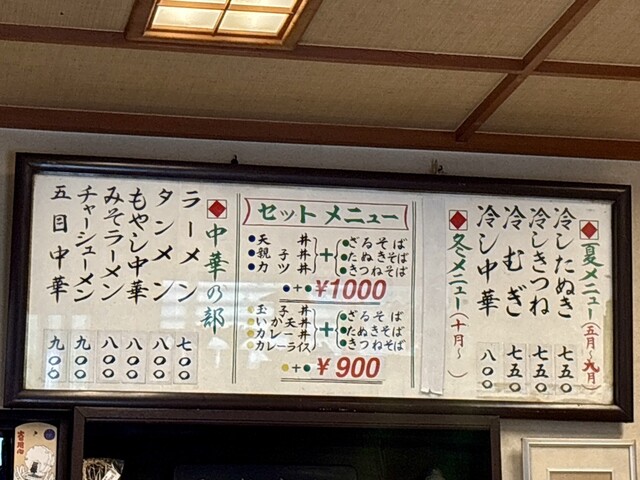 夏メニュー(五月〜九月)
冷したぬき 七五〇
冷しきつね 七五〇
冷むぎ 七五〇
冷し中華 八〇〇
冬メニュー(十月〜 )
セットメニュー
天丼
親子丼
カツ丼
+
ざるそば
たぬきそば
きつねそば
+ ¥1000
玉子丼
いか天丼
カレー丼
カレーライス
+
ざるそば
たぬきそば
きつねそば
+ ¥900
中華の部
ラーメン 七〇〇
タンメン 八〇〇
もやし中華 八〇〇
みそラーメン 八〇〇
チャーシューメン 九〇〇
五目中華 九〇〇